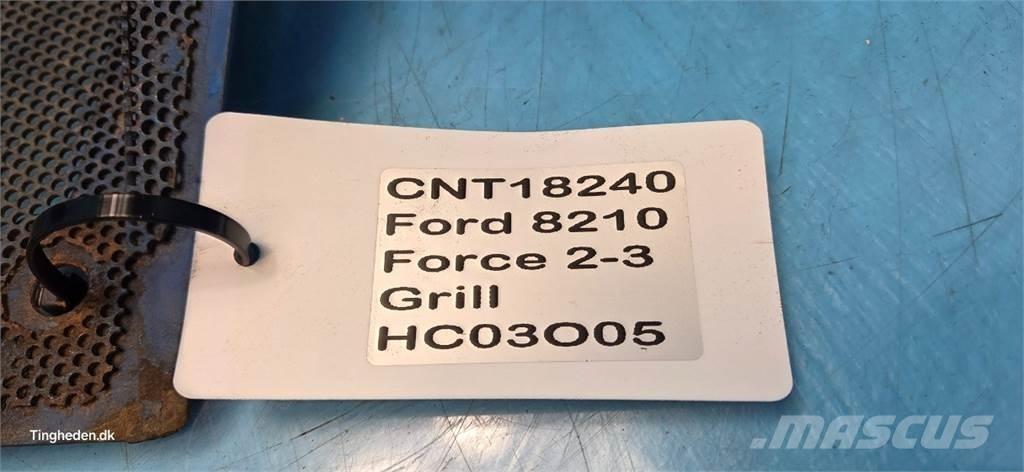 CNT18240
Ford 8210
Force 2-3
Grill
HC03O05
Tingheden.dk
MASCUS